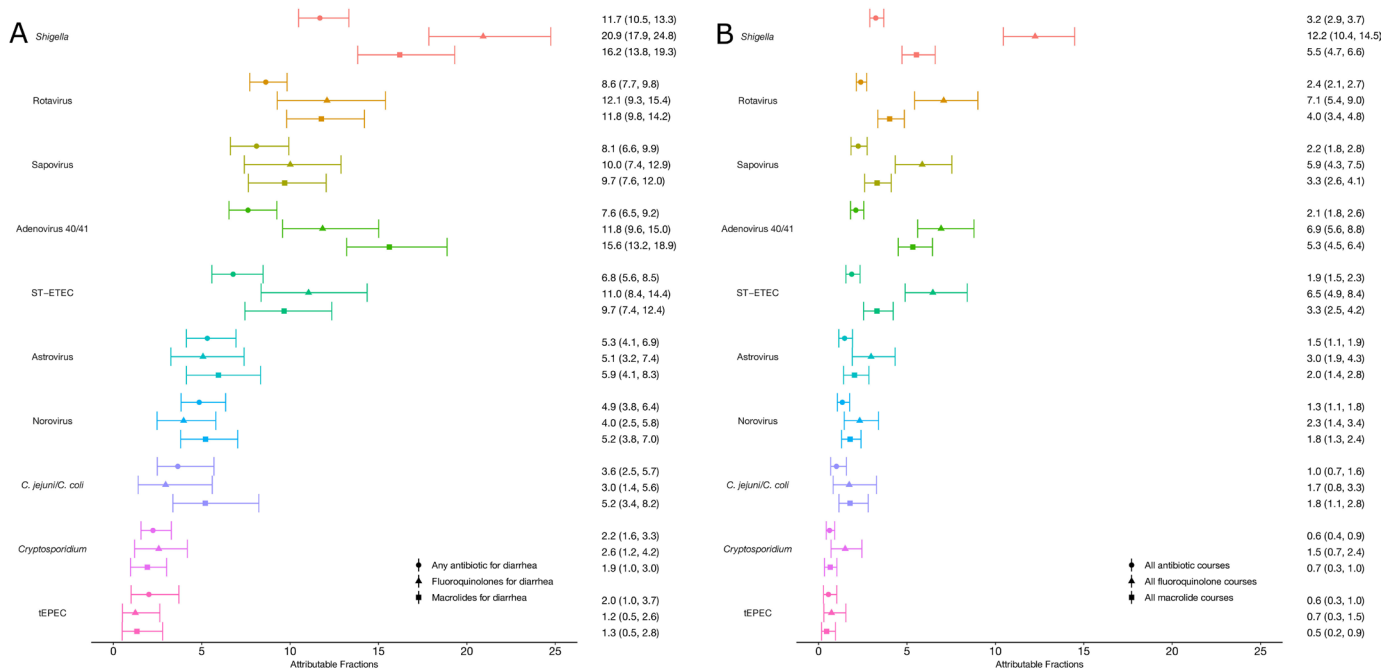 A
Shigella
11.7 (10.5, 13.3)
20.9 (17.9, 24.8)
16.2 (13.8, 19.3)
Rotavirus
8.6 (7.7, 9.8)
12.1 (9.3, 15.4)
11.8 (9.8, 14.2)
Sapovirus
8.1 (6.6, 9.9)
10.0 (7.4, 12.9)
9.7 (7.6, 12.0)
Adenovirus 40/41
7.6 (6.5, 9.2)
11.8 (9.6, 15.0)
15.6 (13.2, 18.9)
ST−ETEC
6.8 (5.6, 8.5)
11.0 (8.4, 14.4)
9.7 (7.4, 12.4)
Astrovirus
5.3 (4.1, 6.9)
5.1 (3.2, 7.4)
5.9 (4.1, 8.3)
Norovirus
4.9 (3.8, 6.4)
4.0 (2.5, 5.8)
5.2 (3.8, 7.0)
C. jejuni/C. coli
3.6 (2.5, 5.7)
3.0 (1.4, 5.6)
5.2 (3.4, 8.2)
Cryptosporidium
2.2 (1.6, 3.3)
2.6 (1.2, 4.2)
1.9 (1.0, 3.0)
tEPEC
2.0 (1.0, 3.7)
1.2 (0.5, 2.6)
1.3 (0.5, 2.8)
Any antibiotic for diarrhea
Fluoroquinolones for diarrhea
Macrolides for diarrhea
0 5 10 15 20 25
Attributable Fractions
B
Shigella
3.2 (2.9, 3.7)
12.2 (10.4, 14.5)
5.5 (4.7, 6.6)
Rotavirus
2.4 (2.1, 2.7)
7.1 (5.4, 9.0)
4.0 (3.4, 4.8)
Sapovirus
2.2 (1.8, 2.8)
5.9 (4.3, 7.5)
3.3 (2.6, 4.1)
Adenovirus 40/41
2.1 (1.8, 2.6)
6.9 (5.6, 8.8)
5.3 (4.5, 6.4)
ST−ETEC
1.9 (1.5, 2.3)
6.5 (4.9, 8.4)
3.3 (2.5, 4.2)
Astrovirus
1.5 (1.1, 1.9)
3.0 (1.9, 4.3)
2.0 (1.4, 2.8)
Norovirus
1.3 (1.1, 1.8)
2.3 (1.4, 3.4)
1.8 (1.3, 2.4)
C. jejuni/C. coli
1.0 (0.7, 1.6)
1.7 (0.8, 3.3)
1.8 (1.1, 2.8)
Cryptosporidium
0.6 (0.4, 0.9)
1.5 (0.7, 2.4)
0.7 (0.3, 1.0)
tEPEC
0.6 (0.3, 1.0)
0.7 (0.3, 1.5)
0.5 (0.2, 0.9)
All antibiotic courses
All fluoroquinolone courses
All macrolide courses
0 5 10 15 20 25
Attributable Fractions